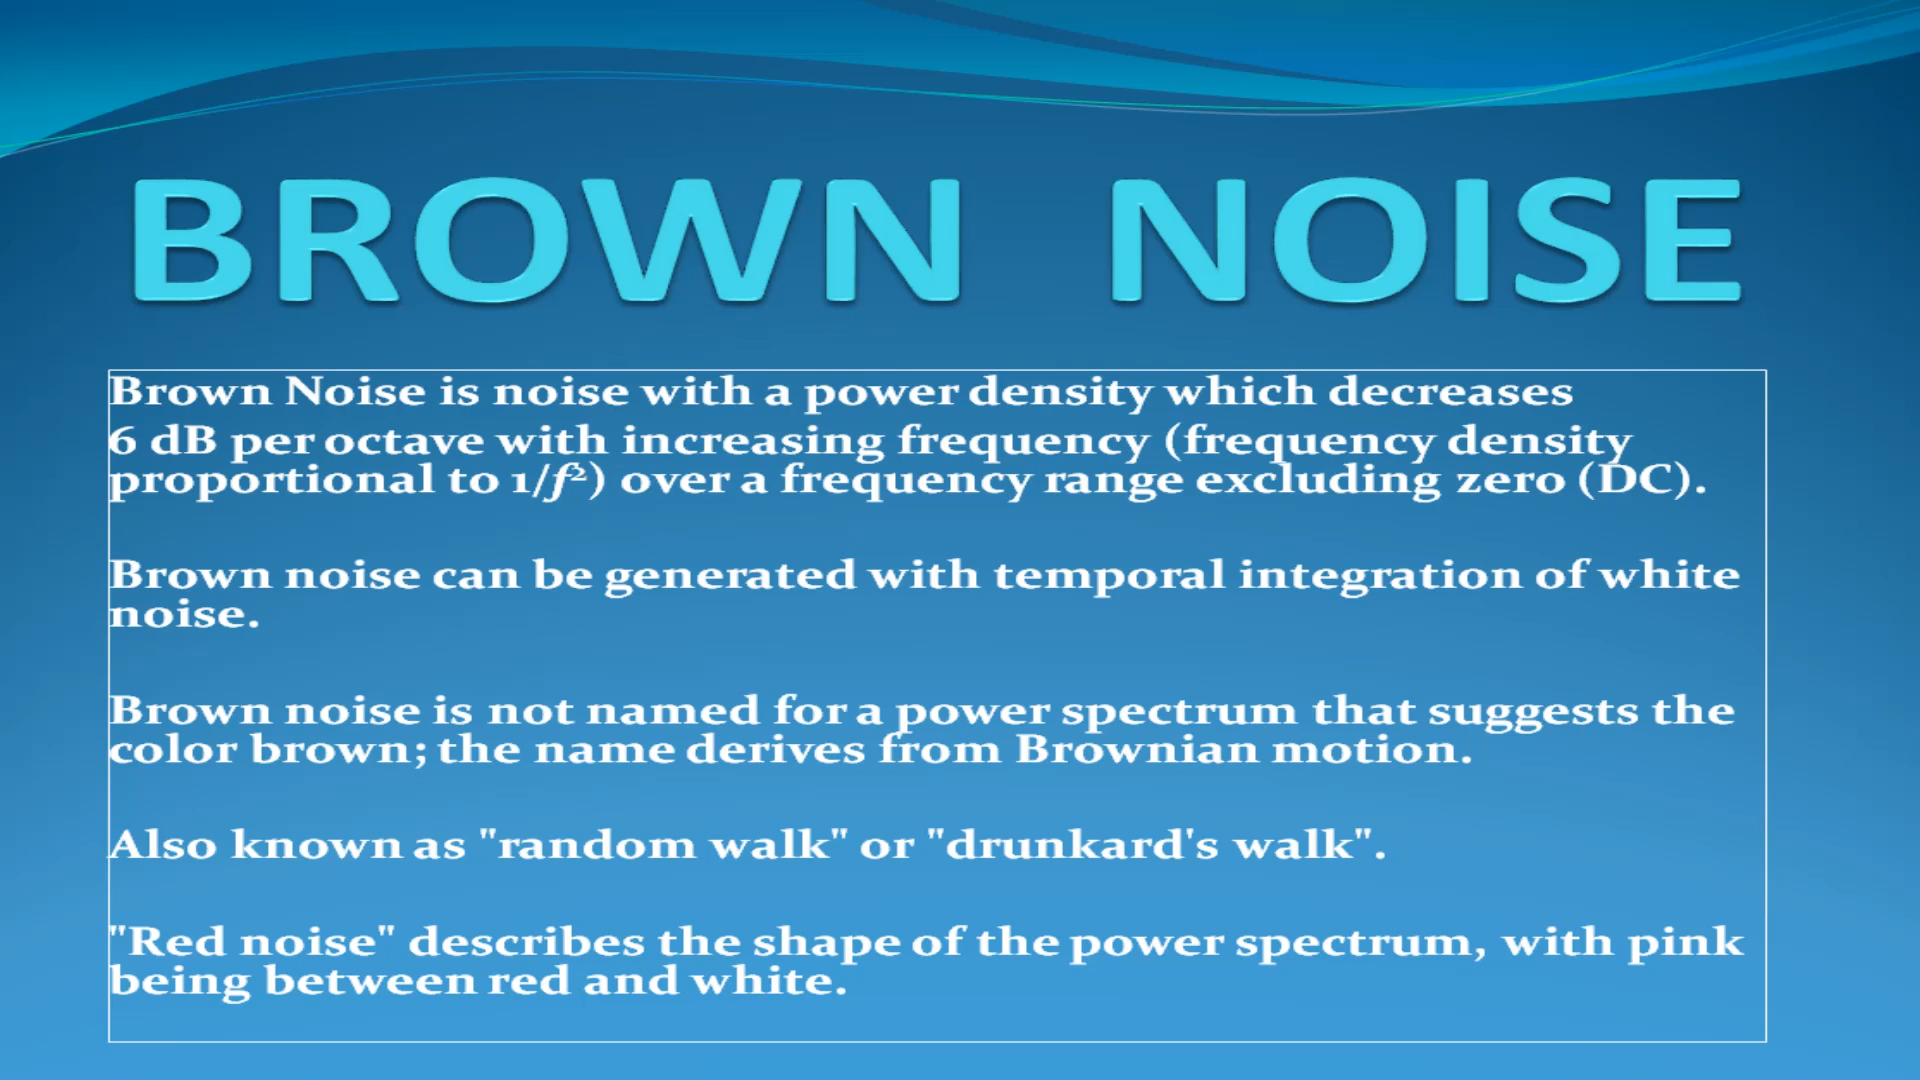 BROWN NOISE
Brown Noise is noise with a power density which decreases
6 dB per octave with increasing frequency (frequency density
proportional to 1/f²) over a frequency range excluding zero (DC).
Brown noise can be generated with temporal integration of white
noise.
Brown noise is not named for a power spectrum that suggests the
color brown; the name derives from Brownian motion.
Also known as "random walk" or "drunkard's walk".
"Red noise" describes the shape of the power spectrum, with pink
being between red and white.